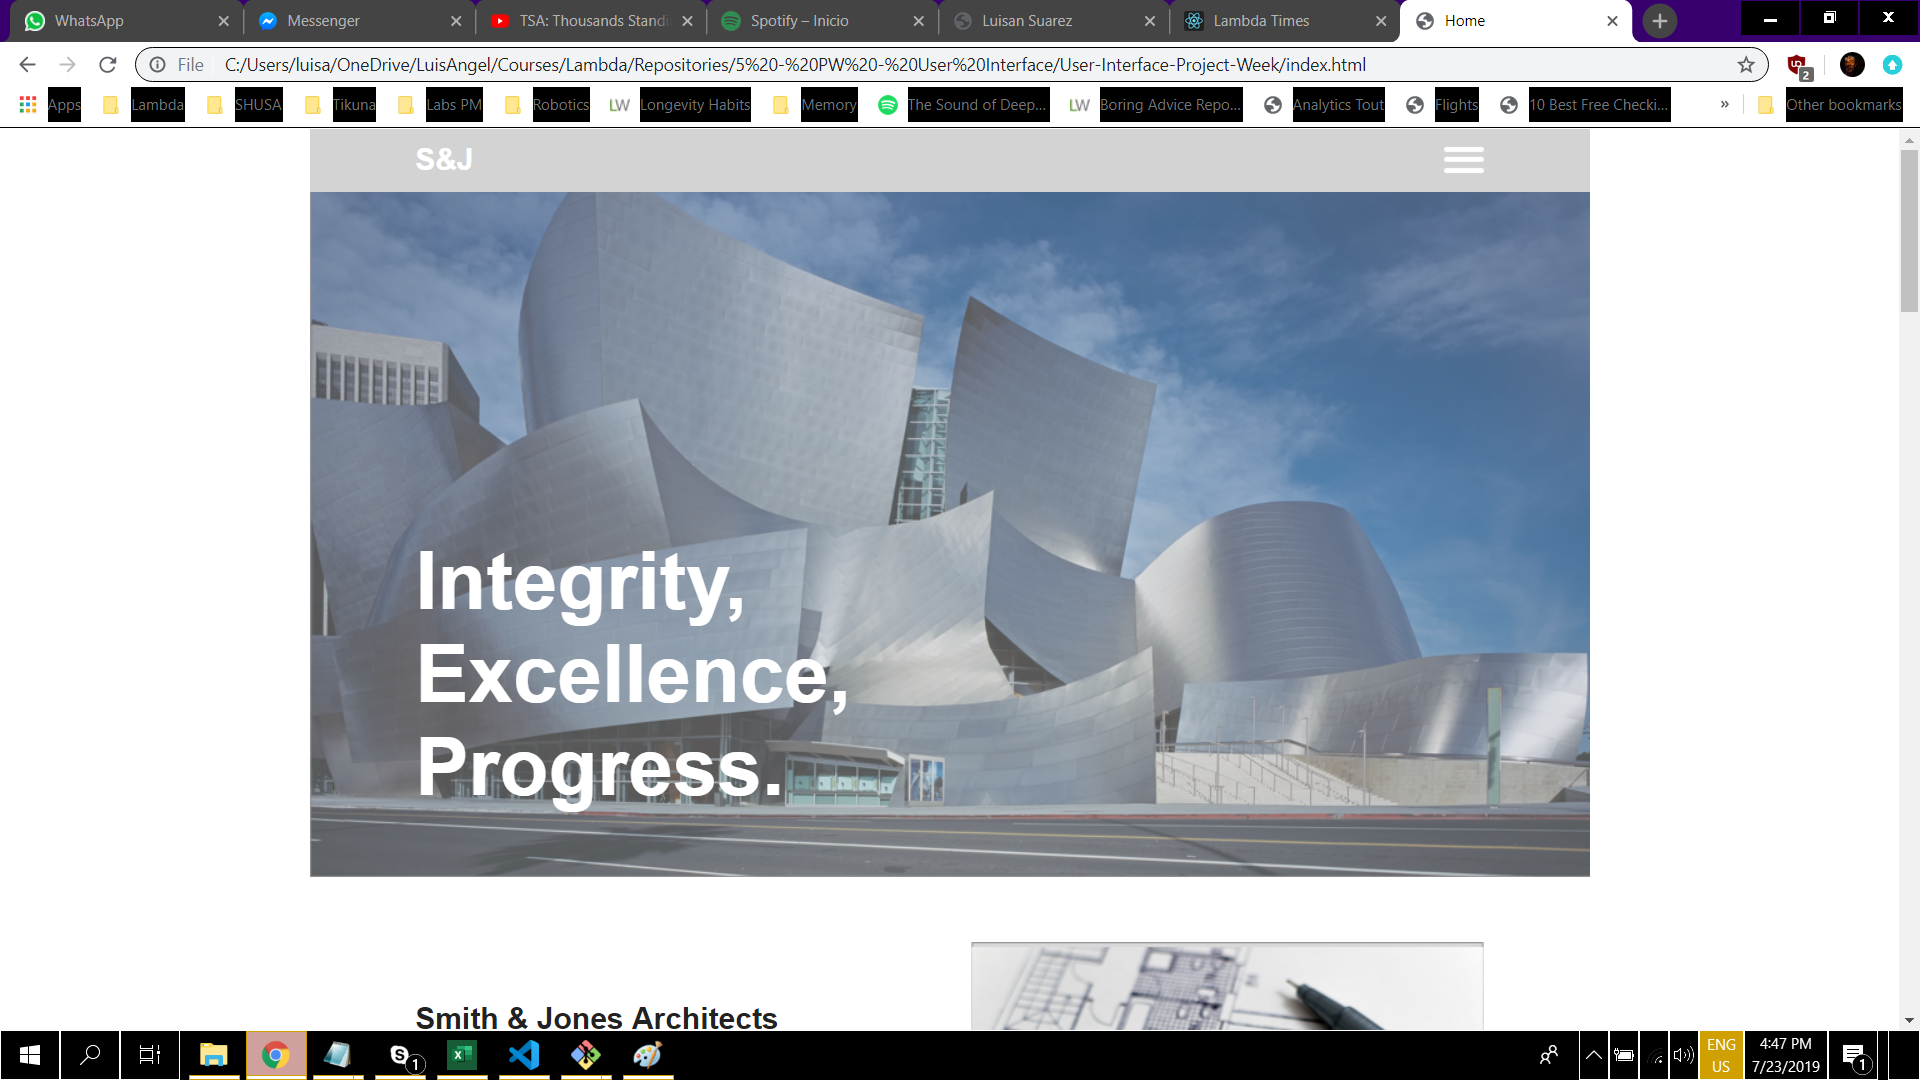 WhatsApp
Messenger
TSA: Thousands Standi
Spotify – Inicio
Luisan Suarez
Lambda Times
Home
File
C:/Users/luisa/OneDrive/LuisAngel/Courses/Lambda/Repositories/5%20-%20PW%20-%20User%20Interface/User-Interface-Project-Week/index.html
2
Apps
Lambda
SHUSA
Tikuna
Labs PM
Robotics
LW Longevity Habits
Memory
The Sound of Deep...
LW Boring Advice Repo...
Analytics Tout
Flights
10 Best Free Checki...
»
Other bookmarks
S&J
Integrity,
Excellence,
Progress.
Smith & Jones Architects
1
ENG
US
4:47 PM
7/23/2019
1